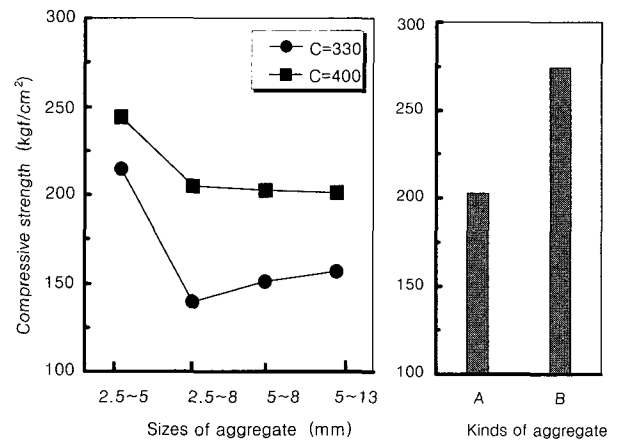 Compressive strength (kgf/cm²)
300
250
200
150
100
C=330
C=400
2.5~5
2.5~8
5~8
5~13
Sizes of aggregate (mm)
300
250
200
150
100
A
B
Kinds of aggregate